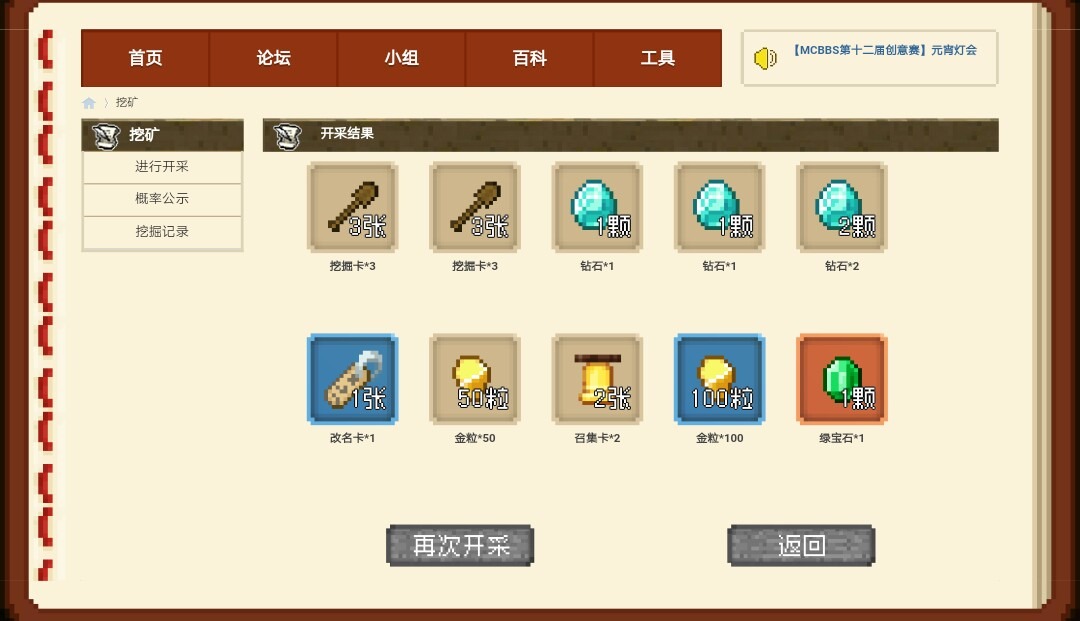 首页 论坛 小组 百科 工具
【MCBBS第十二届创意赛】元宵灯会
〉 挖矿
挖矿
进行开采
概率公示
挖掘记录
开采结果
3张 3张 1颗 1颗 2颗
挖掘卡*3 挖掘卡*3 钻石*1 钻石*1 钻石*2
1张 50粒 2张 100粒 1颗
改名卡*1 金粒*50 召集卡*2 金粒*100 绿宝石*1
再次开采 返回